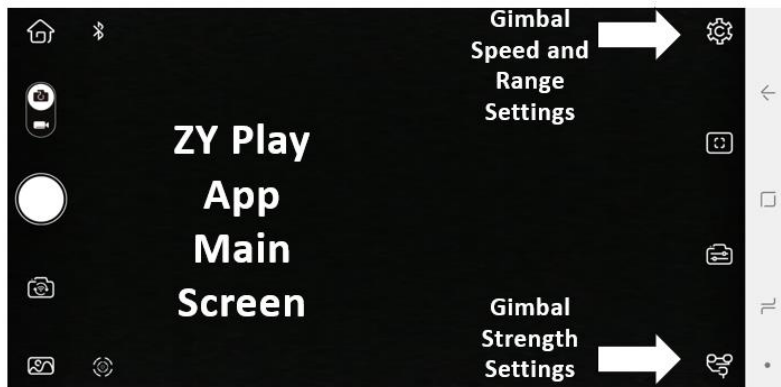 Gimbal
Speed and
Range
Settings
ZY Play
App
Main
Screen
Gimbal
Strength
Settings